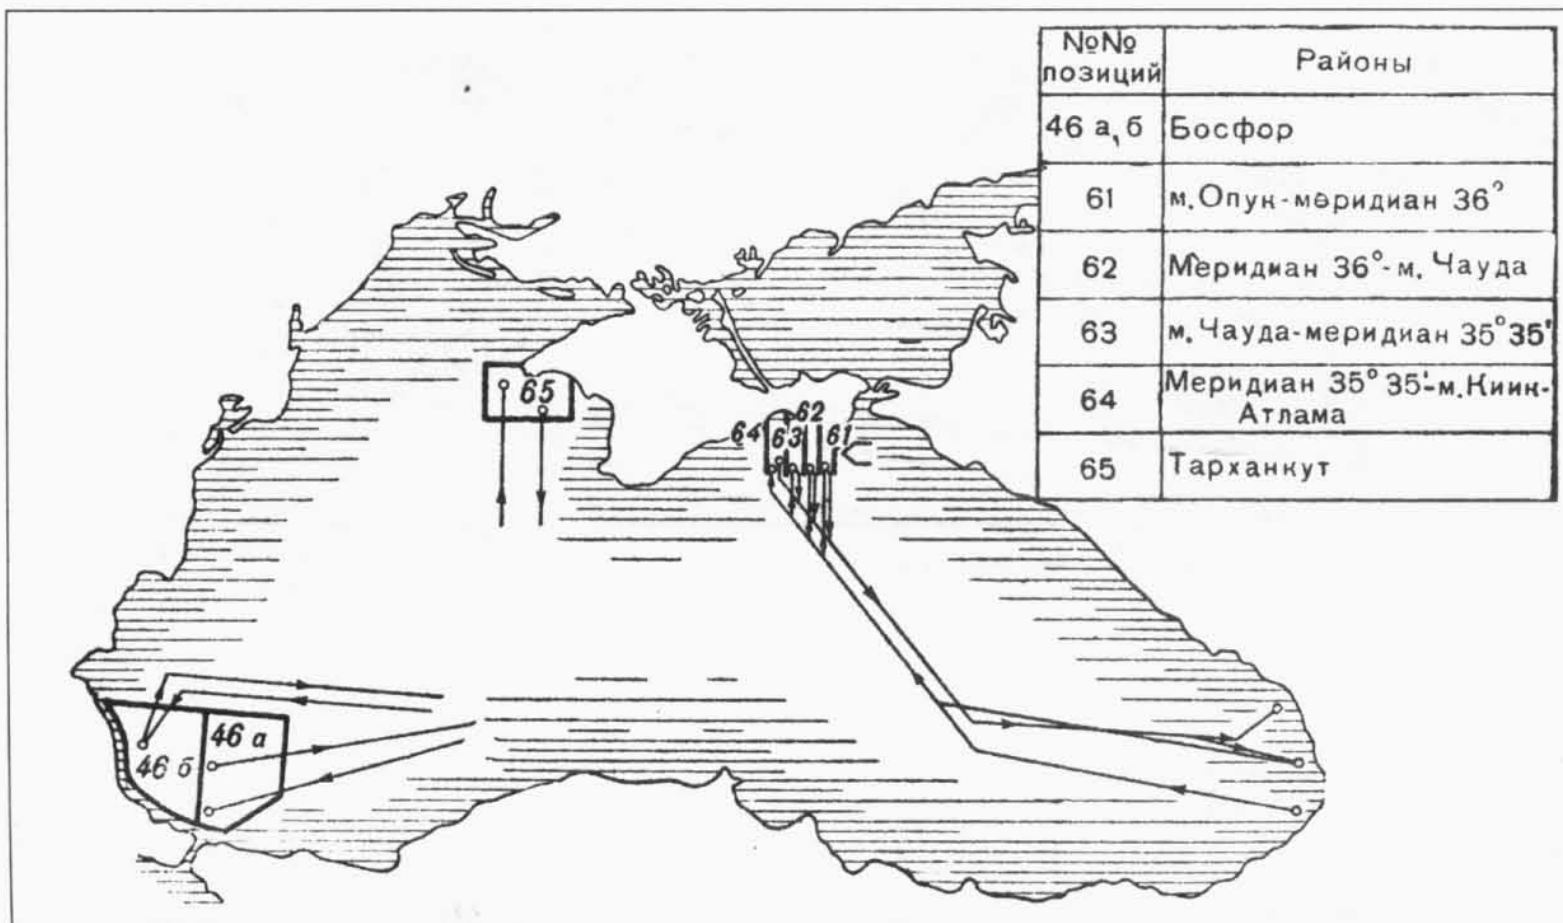 №№ Районы
позиций
46 а, б Босфор
61 м. Опук-меридиан 36°
62 Меридиан 36°- м. Чауда
63 м. Чауда-меридиан 35° 35'
64 Меридиан 35° 35'-м. Киик-
Атлама
65 Тарханкут
65
62
64 63 61
46 а
46 б